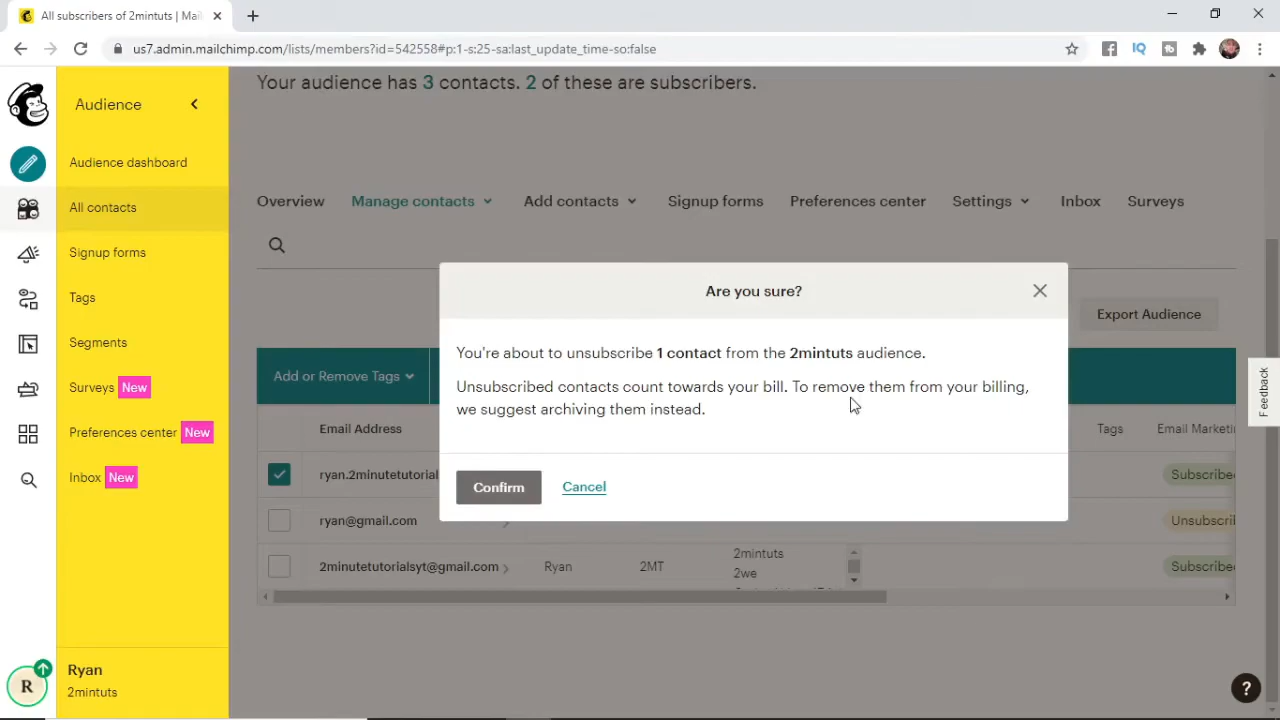 All subscribers of 2mintuts | Mai
us7.admin.mailchimp.com/lists/members?id=542558#p:1-s:25-sa:last_update_time-so:false
IQ
Audience
Audience dashboard
All contacts
Signup forms
Tags
Segments
Surveys New
Preferences center New
Inbox New
R
Ryan
2mintuts
Your audience has 3 contacts. 2 of these are subscribers.
Overview Manage contacts Add contacts Signup forms Preferences center Settings Inbox Surveys
Export Audience
Add or Remove Tags
Email Address Tags Email Marketi
ryan.2minutetutorial Subscribe
ryan@gmail.com Unsubscri
2minutetutorialsyt@gmail.com Ryan 2MT 2mintuts Subscribe
2we
Are you sure?
You're about to unsubscribe 1 contact from the 2mintuts audience.
Unsubscribed contacts count towards your bill. To remove them from your billing,
we suggest archiving them instead.
Confirm Cancel
Feedback
?